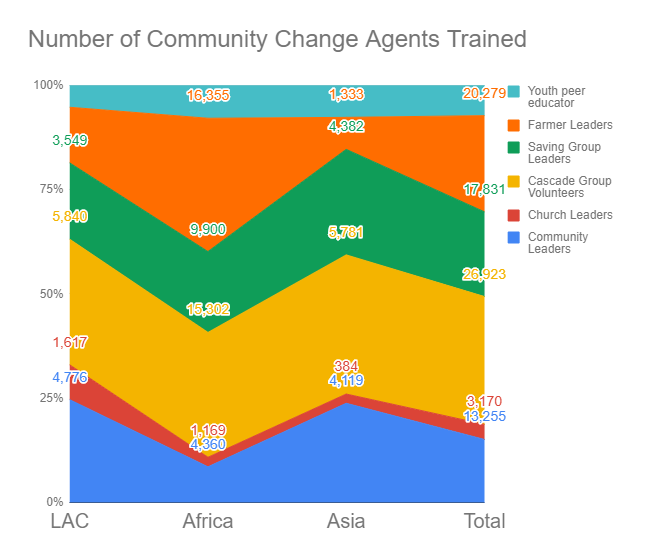 Number of Community Change Agents Trained
100%
75%
50%
25%
0%
16,355
1,333
20,279
3,549
4,382
17,831
5,840
9,900
5,781
26,923
15,302
1,617
384
3,170
4,776
4,119
13,255
1,169
4,360
LAC
Africa
Asia
Total
Youth peer
educator
Farmer Leaders
Saving Group
Leaders
Cascade Group
Volunteers
Church Leaders
Community
Leaders